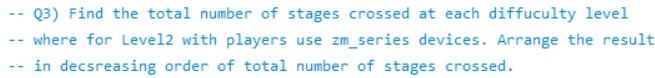 -- Q3) Find the total number of stages crossed at each diffuculty level
-- where for Level2 with players use zm_series devices. Arrange the result
-- in decsreasing order of total number of stages crossed.